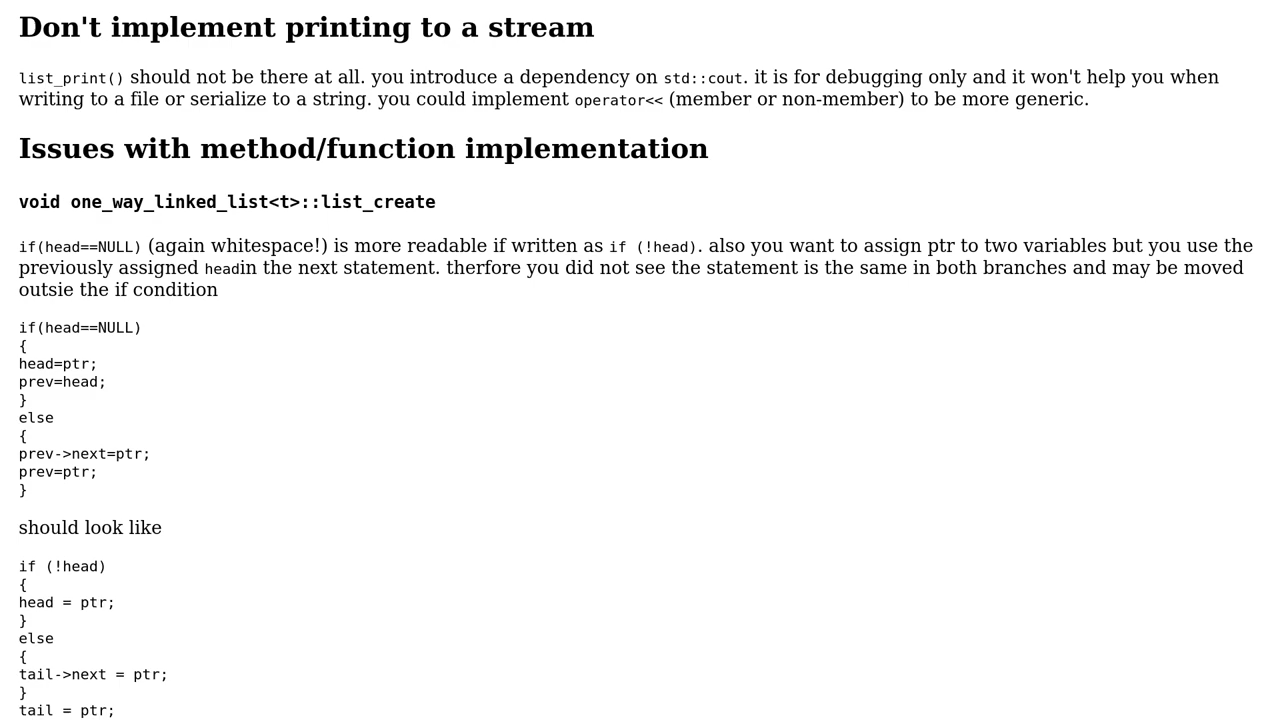 Don't implement printing to a stream
list_print() should not be there at all. you introduce a dependency on std::cout. it is for debugging only and it won't help you when
writing to a file or serialize to a string. you could implement operator<< (member or non-member) to be more generic.
Issues with method/function implementation
void one_way_linked_list<t>::list_create
if(head==NULL) (again whitespace!) is more readable if written as if (!head). also you want to assign ptr to two variables but you use the
previously assigned headin the next statement. therfore you did not see the statement is the same in both branches and may be moved
outsie the if condition
if(head==NULL)
{
head=ptr;
prev=head;
}
else
{
prev->next=ptr;
prev=ptr;
}
should look like
if (!head)
{
head = ptr;
}
else
{
tail->next = ptr;
}
tail = ptr;